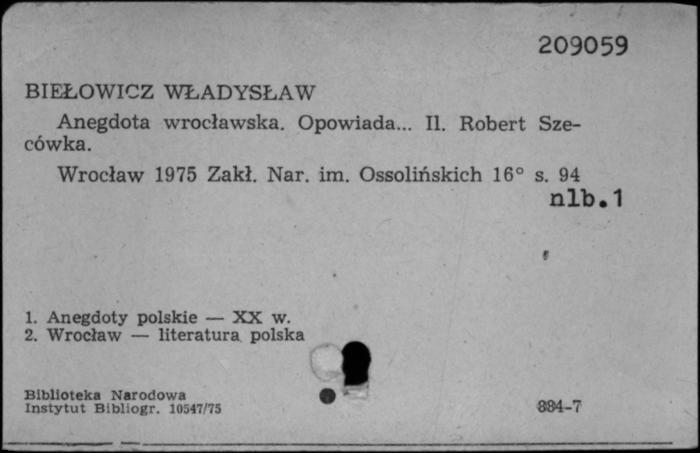 209059
BIEŁOWICZ WŁADYSŁAW
Anegdota wrocławska. Opowiada... Il. Robert Sze-
cówka.
Wrocław 1975 Zakł. Nar. im. Ossolińskich 16° s. 94
nlb.1
1. Anegdoty polskie — XX w.
2. Wrocław — literatura polska
Biblioteka Narodowa
Instytut Bibliogr. 10547/75
884-7